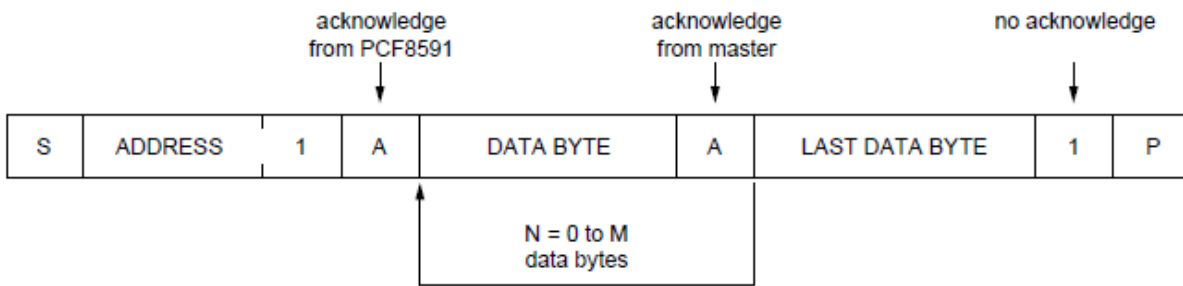 acknowledge
from PCF8591
acknowledge
from master
no acknowledge
S ADDRESS 1 A DATA BYTE A LAST DATA BYTE 1 P
N = 0 to M
data bytes